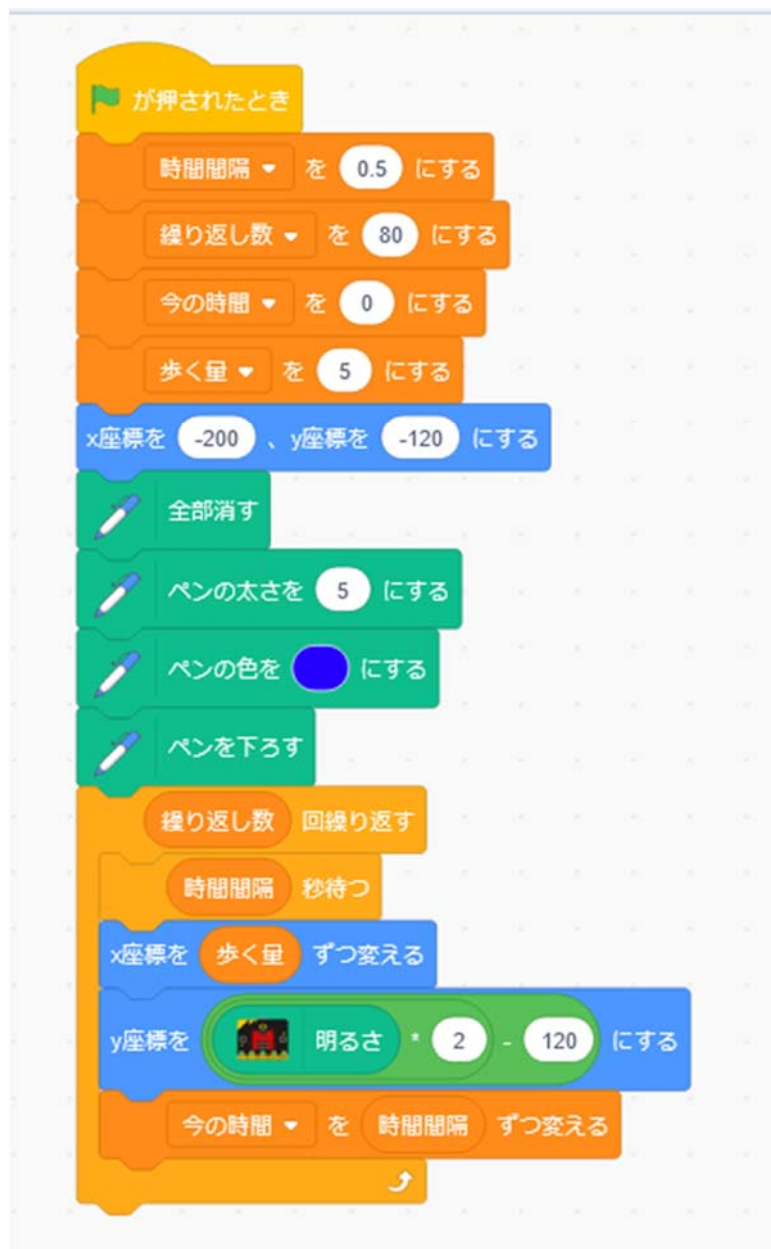 が押されたとき
時間間隔 を 0.5 にする
繰り返し数 を 80 にする
今の時間 を 0 にする
歩く量 を 5 にする
x座標を -200 、y座標を -120 にする
全部消す
ペンの太さを 5 にする
ペンの色を にする
ペンを下ろす
繰り返し数 回繰り返す
時間間隔 秒待つ
x座標を 歩く量 ずつ変える
y座標を 明るさ * 2 - 120 にする
今の時間 を 時間間隔 ずつ変える